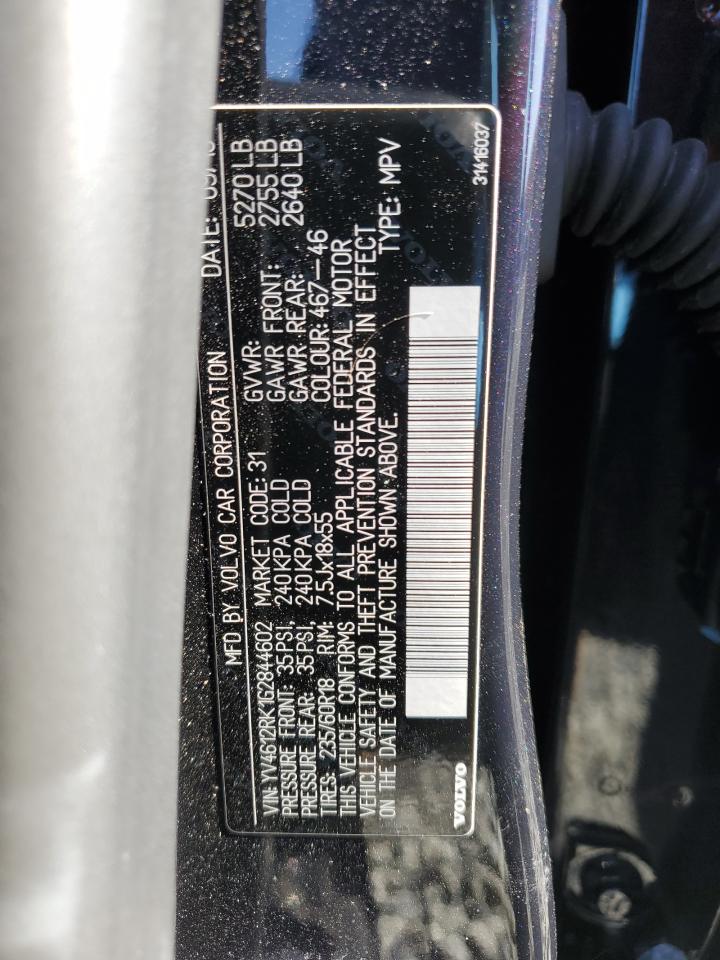 MFD BY VOLVO CAR CORPORATION DATE:
VIN: YV4612RK1G2844602 MARKET CODE: 31 GVWR: 5270 LB
PRESSURE FRONT: 35PSI, 240KPA COLD GAWR FRONT: 2755 LB
PRESSURE REAR: 35PSI, 240KPA COLD GAWR REAR: 2640 LB
TIRES: 235/60R18 RIM: 7.5Jx18x55 COLOUR: 467-46
THIS VEHICLE CONFORMS TO ALL APPLICABLE FEDERAL MOTOR
VEHICLE SAFETY AND THEFT PREVENTION STANDARDS IN EFFECT
ON THE DATE OF MANUFACTURE SHOWN ABOVE. TYPE: MPV
VOLVO 31416037